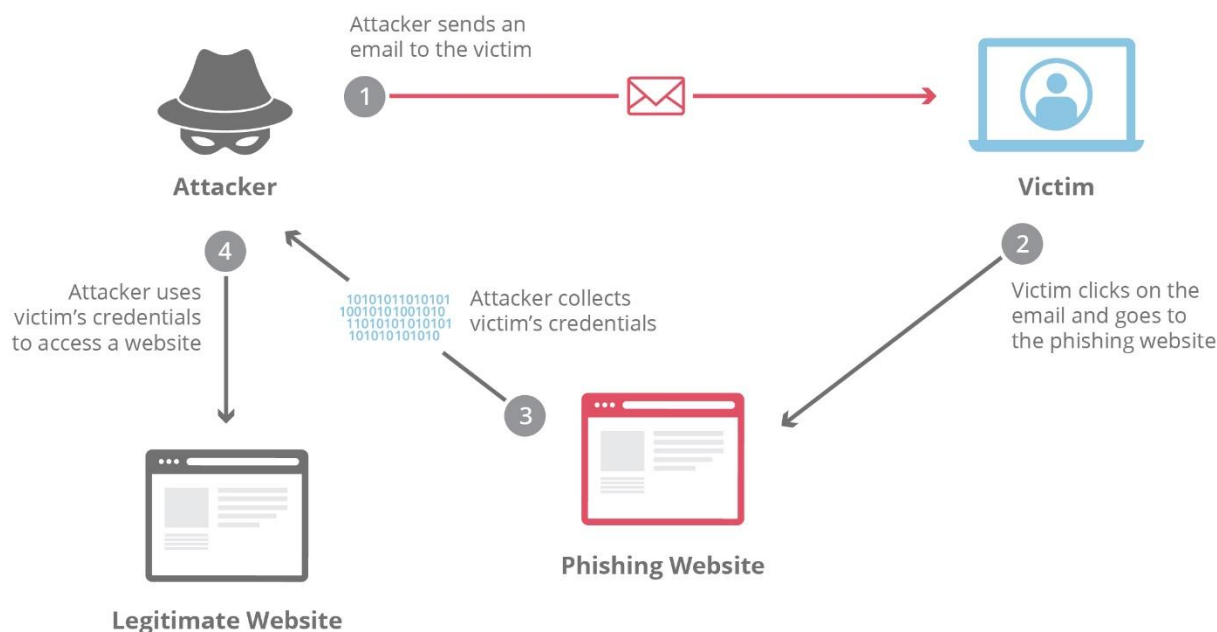 Attacker sends an
email to the victim
1
Attacker
Victim
4
2
Attacker uses
victim's credentials
to access a website
10101011010101
10010101001010
11010101010101
101010101010
Attacker collects
victim's credentials
Victim clicks on the
email and goes to
the phishing website
3
Phishing Website
Legitimate Website